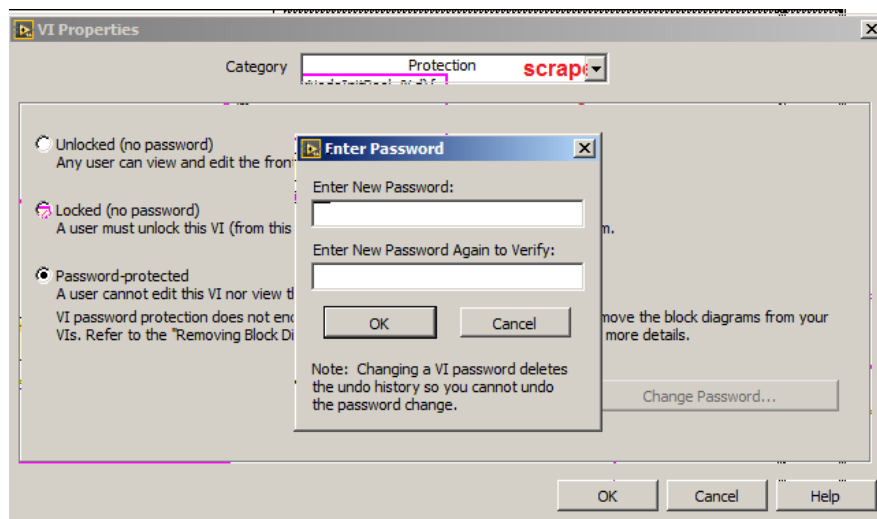 VI Properties
Category
Protection
scrape
Unlocked (no password)
Any user can view and edit the fron
Locked (no password)
A user must unlock this VI (from this
m.
Password-protected
A user cannot edit this VI nor view t
VI password protection does not en
move the block diagrams from your
VIs. Refer to the "Removing Block Di
more details.
Change Password...
Enter Password
Enter New Password:
Enter New Password Again to Verify:
OK
Cancel
Note: Changing a VI password deletes
the undo history so you cannot undo
the password change.
OK
Cancel
Help